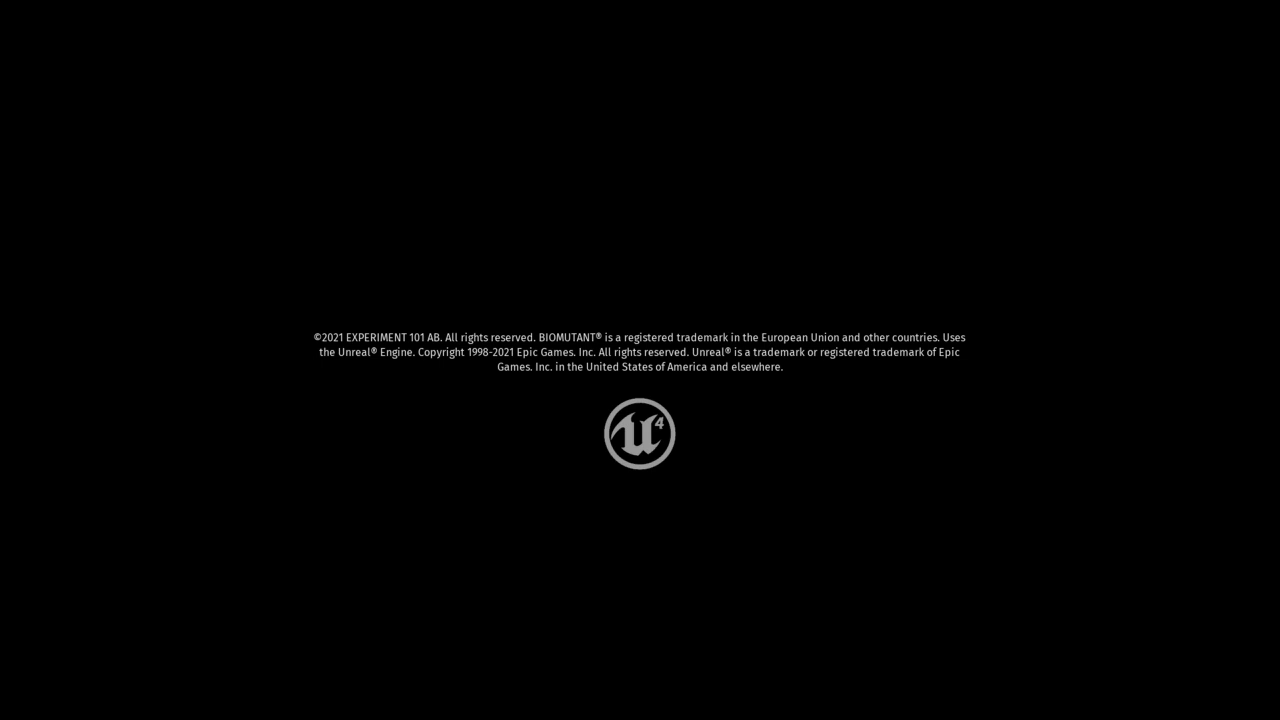 ©2021 EXPERIMENT 101 AB. All rights reserved. BIOMUTANT® is a registered trademark in the European Union and other countries. Uses
the Unreal® Engine. Copyright 1998-2021 Epic Games. Inc. All rights reserved. Unreal® is a trademark or registered trademark of Epic
Games. Inc. in the United States of America and elsewhere.
U4